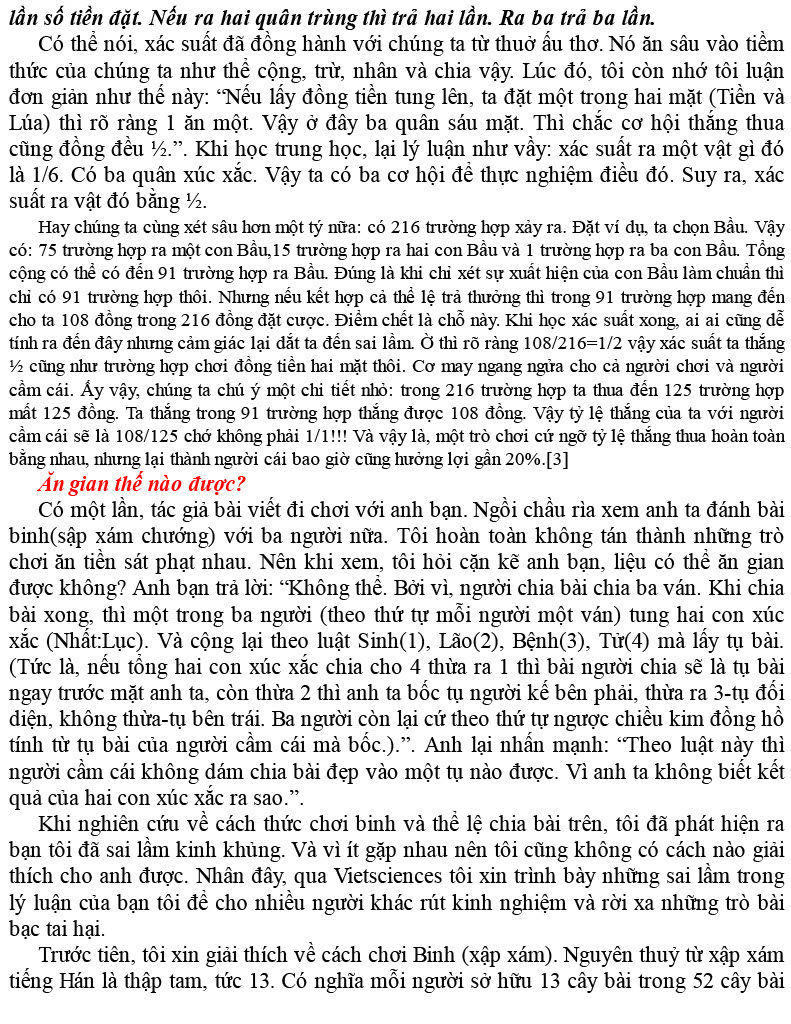 lần số tiền đặt. Nếu ra hai quân trùng thì trả hai lần. Ra ba trả ba lần.
Có thể nói, xác suất đã đồng hành với chúng ta từ thuở ấu thơ. Nó ăn sâu vào tiềm
thức của chúng ta như thể cộng, trừ, nhân và chia vậy. Lúc đó, tôi còn nhớ tôi luận
đơn giản như thế này: “Nếu lấy đồng tiền tung lên, ta đặt một trong hai mặt (Tiền và
Lúa) thì rõ ràng 1 ăn một. Vậy ở đây ba quân sáu mặt. Thì chắc cơ hội thắng thua
cũng đồng đều ½.”. Khi học trung học, lại lý luận như vầy: xác suất ra một vật gì đó
là 1/6. Có ba quân xúc xắc. Vậy ta có ba cơ hội để thực nghiệm điều đó. Suy ra, xác
suất ra vật đó bằng ½.
Hay chúng ta cùng xét sâu hơn một tý nữa: có 216 trường hợp xảy ra. Đặt ví dụ, ta chọn Bầu. Vậy
có: 75 trường hợp ra một con Bầu,15 trường hợp ra hai con Bầu và 1 trường hợp ra ba con Bầu. Tổng
cộng có thể có đến 91 trường hợp ra Bầu. Đúng là khi chỉ xét sự xuất hiện của con Bầu làm chuẩn thì
chỉ có 91 trường hợp thôi. Nhưng nếu kết hợp cả thể lệ trả thưởng thì trong 91 trường hợp mang đến
cho ta 108 đồng trong 216 đồng đặt cược. Điểm chết là chỗ này. Khi học xác suất xong, ai ai cũng dễ
tính ra đến đây nhưng cảm giác lại dắt ta đến sai lầm. Ờ thì rõ ràng 108/216=1/2 vậy xác suất ta thắng
½ cũng như trường hợp chơi đồng tiền hai mặt thôi. Cơ may ngang ngửa cho cả người chơi và người
cầm cái. Ấy vậy, chúng ta chú ý một chi tiết nhỏ: trong 216 trường hợp ta thua đến 125 trường hợp
mất 125 đồng. Ta thắng trong 91 trường hợp thắng được 108 đồng. Vậy tỷ lệ thắng của ta với người
cầm cái sẽ là 108/125 chớ không phải 1/1!!! Và vậy là, một trò chơi cứ ngỡ tỷ lệ thắng thua hoàn toàn
bằng nhau, nhưng lại thành người cái bao giờ cũng hưởng lợi gần 20%.[3]
Ăn gian thế nào được?
Có một lần, tác giả bài viết đi chơi với anh bạn. Ngồi chầu rìa xem anh ta đánh bài
binh(sập xám chướng) với ba người nữa. Tôi hoàn toàn không tán thành những trò
chơi ăn tiền sát phạt nhau. Nên khi xem, tôi hỏi cặn kẽ anh bạn, liệu có thể ăn gian
được không? Anh bạn trả lời: “Không thể. Bởi vì, người chia bài chia ba ván. Khi chia
bài xong, thì một trong ba người (theo thứ tự mỗi người một ván) tung hai con xúc
xắc (Nhất:Lục). Và cộng lại theo luật Sinh(1), Lão(2), Bệnh(3), Tử(4) mà lấy tụ bài.
(Tức là, nếu tổng hai con xúc xắc chia cho 4 thừa ra 1 thì bài người chia sẽ là tụ bài
ngay trước mặt anh ta, còn thừa 2 thì anh ta bốc tụ người kế bên phải, thừa ra 3-tụ đối
diện, không thừa-tụ bên trái. Ba người còn lại cứ theo thứ tự ngược chiều kim đồng hồ
tính từ tụ bài của người cầm cái mà bốc.).”. Anh lại nhấn mạnh: “Theo luật này thì
người cầm cái không dám chia bài đẹp vào một tụ nào được. Vì anh ta không biết kết
quả của hai con xúc xắc ra sao.”.
Khi nghiên cứu về cách thức chơi binh và thể lệ chia bài trên, tôi đã phát hiện ra
bạn tôi đã sai lầm kinh khủng. Và vì ít gặp nhau nên tôi cũng không có cách nào giải
thích cho anh được. Nhân đây, qua Vietsciences tôi xin trình bày những sai lầm trong
lý luận của bạn tôi để cho nhiều người khác rút kinh nghiệm và rời xa những trò bài
bạc tai hại.
Trước tiên, tôi xin giải thích về cách chơi Binh (xập xám). Nguyên thuỷ từ xập xám
tiếng Hán là thập tam, tức 13. Có nghĩa mỗi người sở hữu 13 cây bài trong 52 cây bài